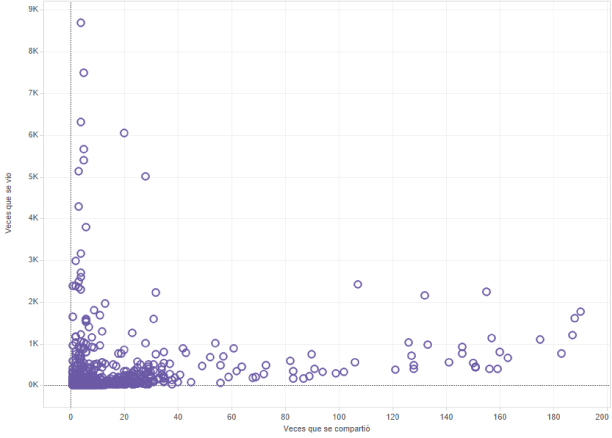 9K
8K
7K
6K
5K
4K
3K
2K
1K
0K
Veces que se vio
0 20 40 60 80 100 120 140 160 180 200
Veces que se compartió